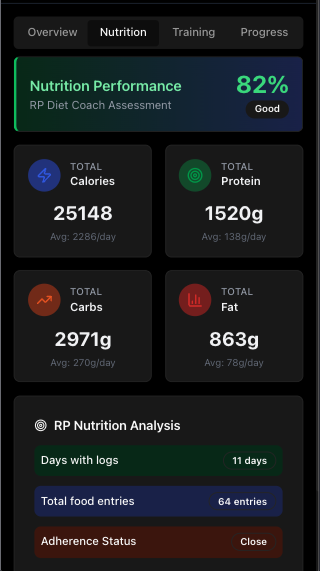 Overview Nutrition Training Progress
Nutrition Performance
RP Diet Coach Assessment
82%
Good
TOTAL
Calories
25148
Avg: 2286/day
TOTAL
Protein
1520g
Avg: 138g/day
TOTAL
Carbs
2971g
Avg: 270g/day
TOTAL
Fat
863g
Avg: 78g/day
RP Nutrition Analysis
Days with logs 11 days
Total food entries 64 entries
Adherence Status Close